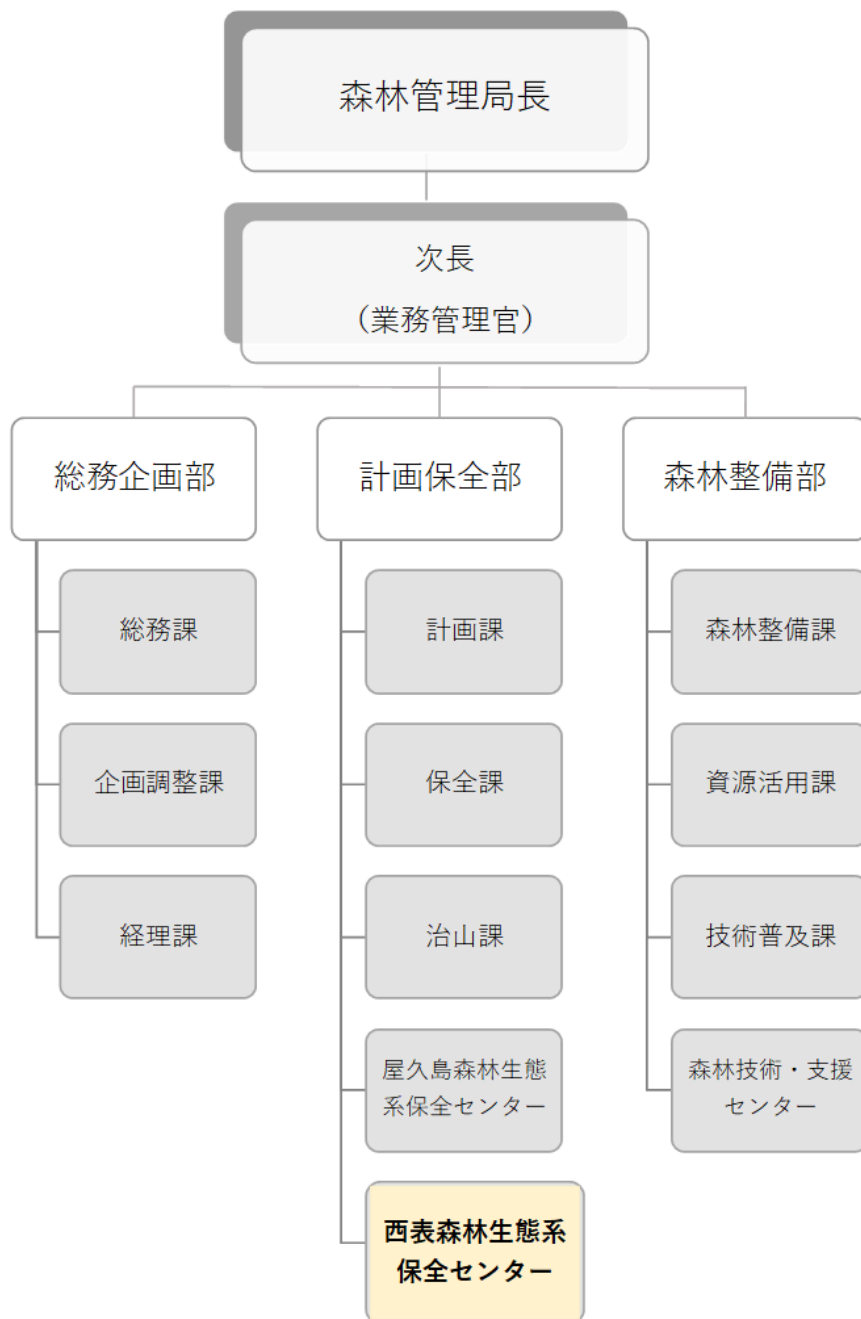 森林管理局長
次長
（業務管理官）
総務企画部
計画保全部
森林整備部
総務課
計画課
森林整備課
企画調整課
保全課
資源活用課
経理課
治山課
技術普及課
屋久島森林生態
系保全センター
森林技術・支援
センター
西表森林生態系
保全センター